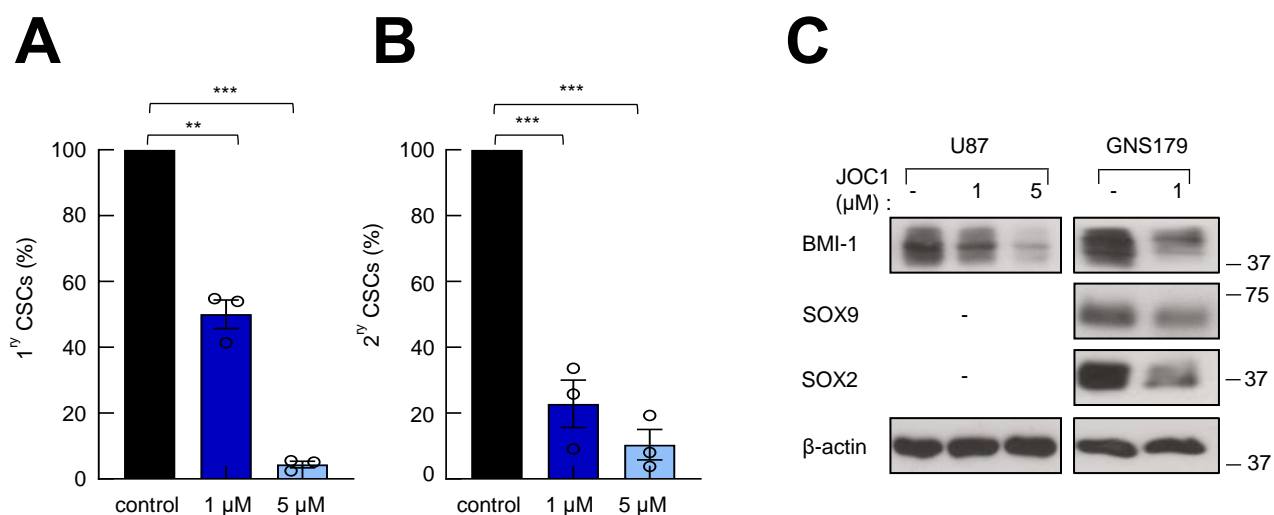 A
B
C
***
**
***
***
1ry CSCs (%)
100
80
60
40
20
0
control
1 µM
5 µM
2ry CSCs (%)
100
80
60
40
20
0
control
1 µM
5 µM
U87
GNS179
JOC1
(µM) :
-
1
5
-
1
BMI-1
37
75
SOX9
-
SOX2
-
37
β-actin
37